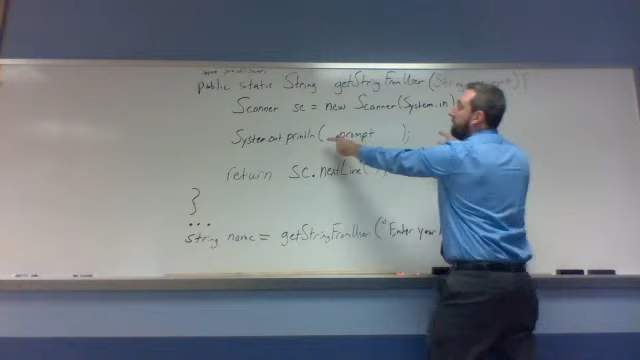 public static String getStringFromUser(String
Scanner sc = new Scanner(System.in)
System.out.println( prompt );
return sc.nextLine(
}
...
string name = getStringFromUser("Enter your